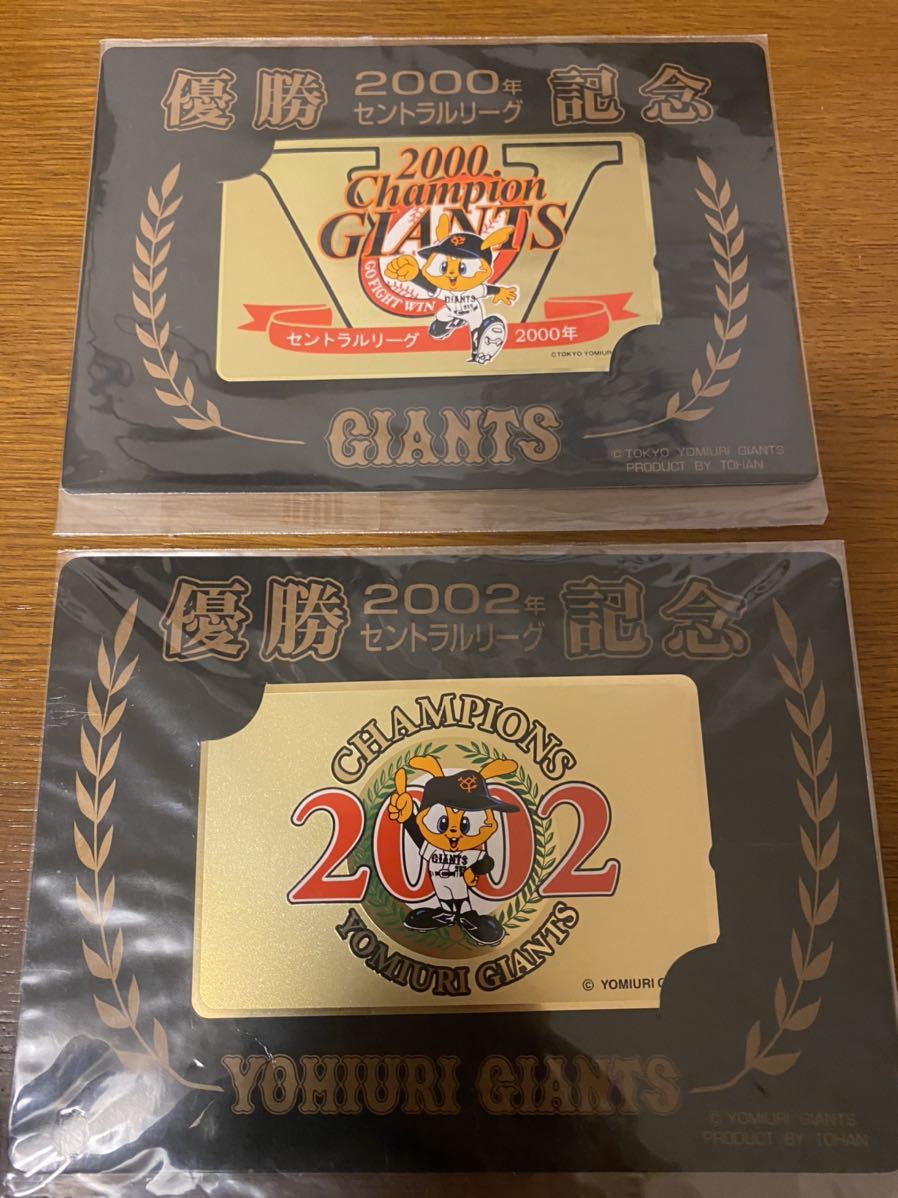 優勝 2000年 記念
セントラルリーグ
2000
Champion
GIANTS
GO FIGHT WIN
GIANTS
セントラルリーグ 2000年
©TOKYO YOMIUR
GIANTS
© TOKYO YOMIURI GIANTS
PRODUCT BY TOHAN
優勝 2002年 記念
セントラルリーグ
CHAMPIONS
2002
GIANTS
YOMIURI GIANTS
© YOMIURI G
YOMIURI GIANTS
© YOMIURI GIANTS
PRODUCT BY TOHAN